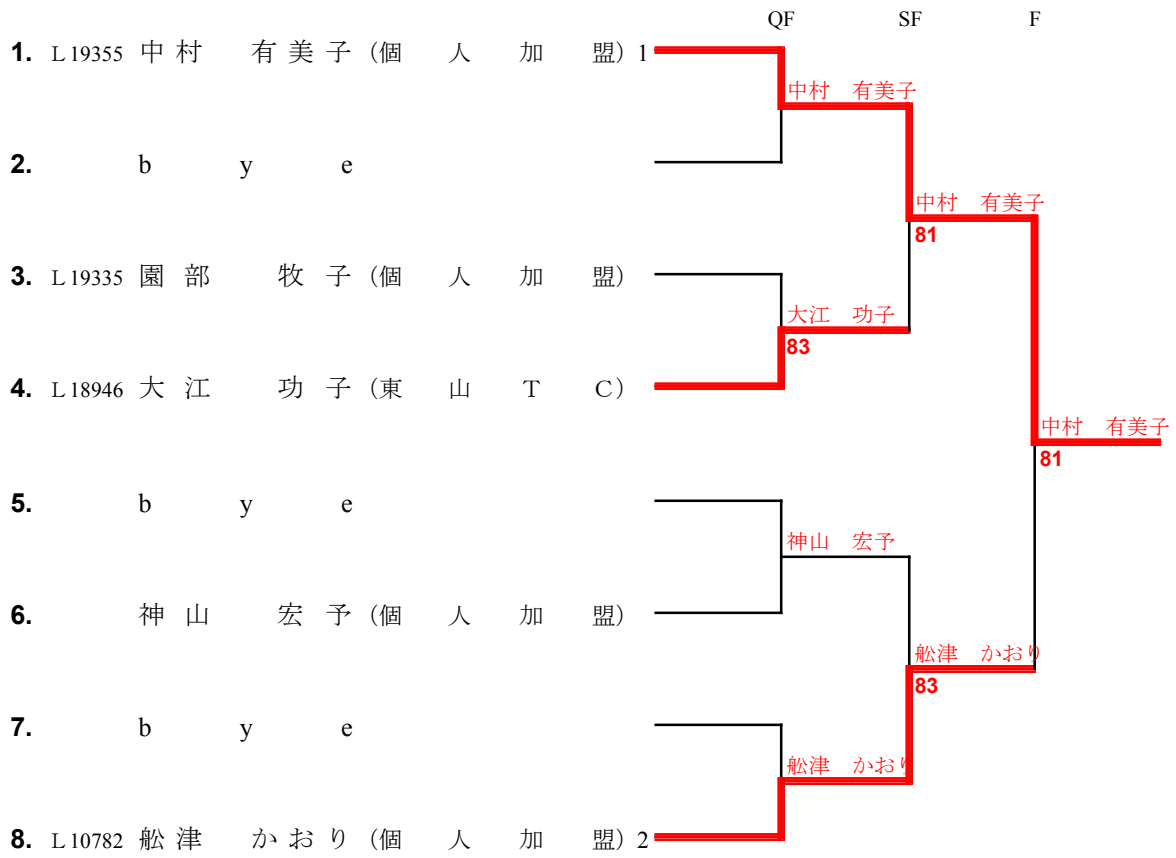 QF SF F
1. L19355 中村 有美子 (個人加盟) 1
中村 有美子
2. bye
中村 有美子
81
3. L19335 園部 牧子 (個人加盟)
大江 功子
83
4. L18946 大江 功子 (東山TC)
中村 有美子
81
5. bye
神山 宏予
6. 神山 宏予 (個人加盟)
舩津 かおり
83
7. bye
舩津 かおり
8. L10782 舩津 かおり (個人加盟) 2